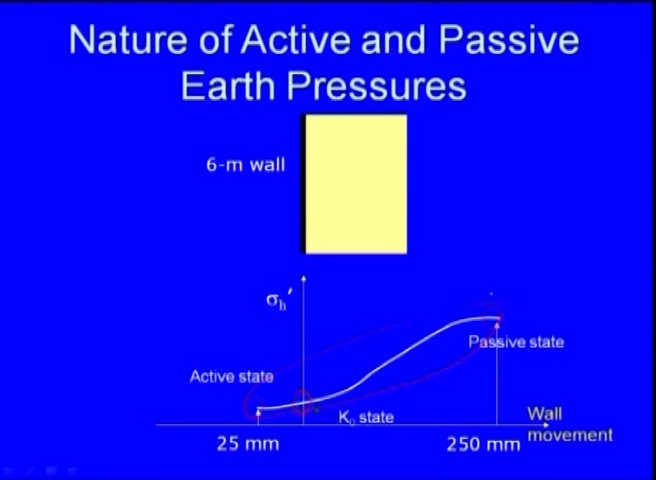 Nature of Active and Passive
Earth Pressures
6-m wall
σh′
Passive state
Active state
K0 state
Wall
movement
25 mm
250 mm